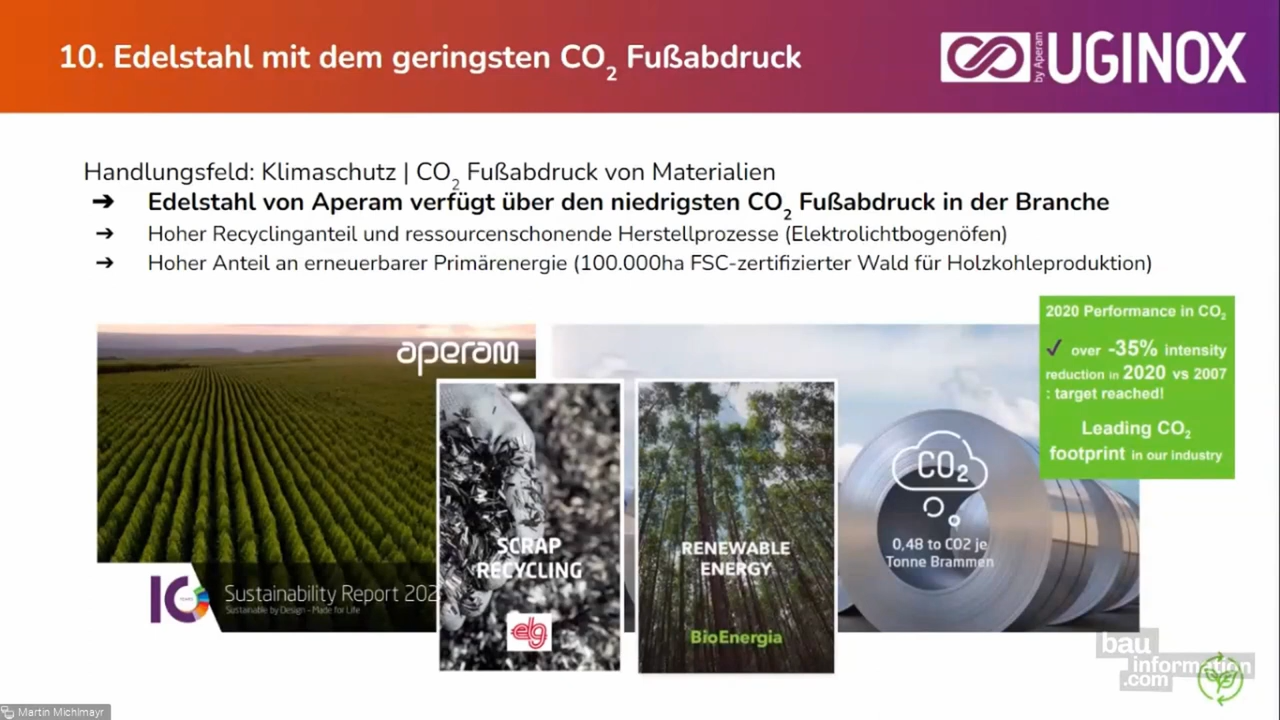 10. Edelstahl mit dem geringsten CO₂ Fußabdruck
by Aperam
UGINOX
Handlungsfeld: Klimaschutz | CO₂ Fußabdruck von Materialien
➔ Edelstahl von Aperam verfügt über den niedrigsten CO₂ Fußabdruck in der Branche
➔ Hoher Recyclinganteil und ressourcenschonende Herstellprozesse (Elektrolichtbogenöfen)
➔ Hoher Anteil an erneuerbarer Primärenergie (100.000ha FSC-zertifizierter Wald für Holzkohleproduktion)
aperam
10
YEARS
Sustainability Report 202
Sustainable by Design - Made for Life
SCRAP
RECYCLING
elg
RENEWABLE
ENERGY
BioEnergia
CO₂
0,48 to CO2 je
Tonne Brammen
2020 Performance in CO₂
✓ over -35% intensity
reduction in 2020 vs 2007
: target reached!
Leading CO₂
footprint in our industry
bau
information
.com
Martin Michlmayr